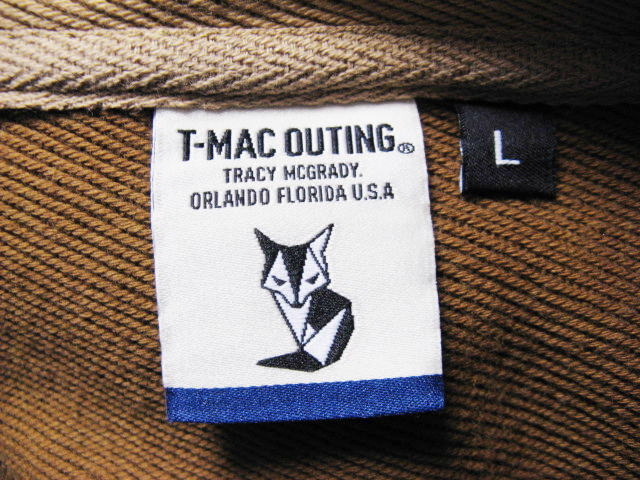 T-MAC OUTING®
TRACY MCGRADY.
ORLANDO FLORIDA U.S.A
L